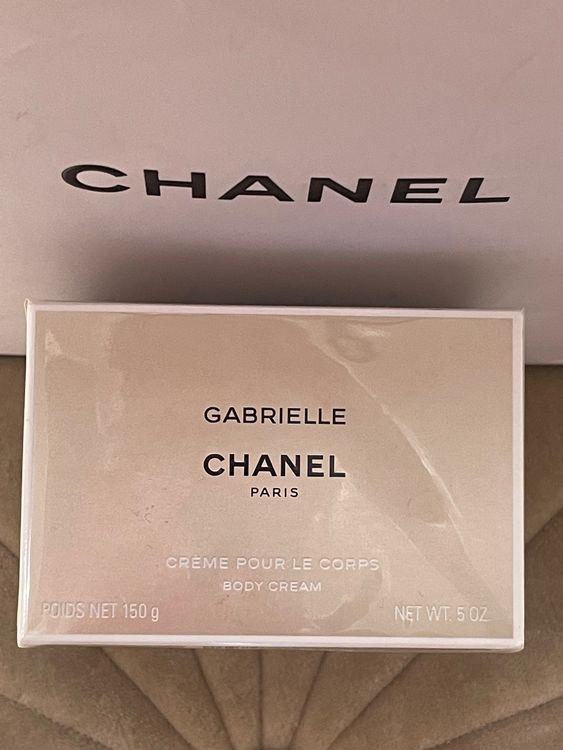 CHANEL
GABRIELLE
CHANEL
PARIS
CRÈME POUR LE CORPS
BODY CREAM
POIDS NET 150 g NET WT. 5 OZ.